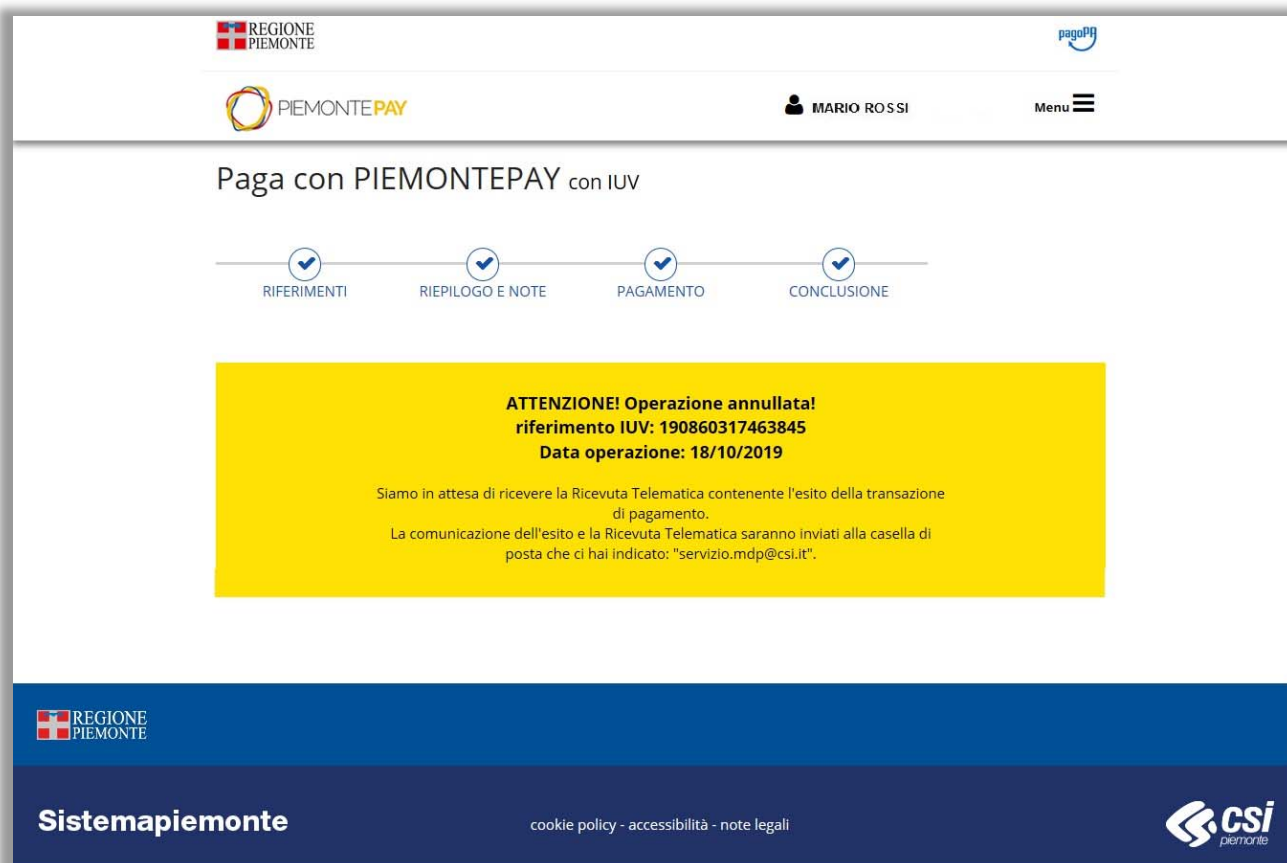 REGIONE
PIEMONTE
pagoPA
PIEMONTEPAY
MARIO ROSSI
Menu
Paga con PIEMONTEPAY con IUV
RIFERIMENTI
RIEPILOGO E NOTE
PAGAMENTO
CONCLUSIONE
ATTENZIONE! Operazione annullata!
riferimento IUV: 190860317463845
Data operazione: 18/10/2019
Siamo in attesa di ricevere la Ricevuta Telematica contenente l'esito della transazione
di pagamento.
La comunicazione dell'esito e la Ricevuta Telematica saranno inviati alla casella di
posta che ci hai indicato: "servizio.mdp@csi.it".
REGIONE
PIEMONTE
Sistemapiemonte
cookie policy - accessibilità - note legali
csi
piemonte